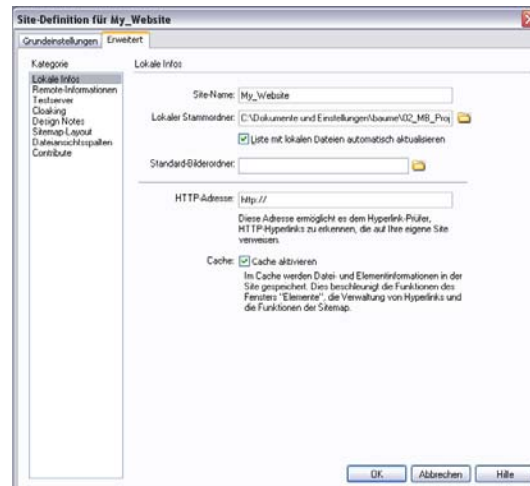 Site-Definition für My_Website
Grundeinstellungen Erweitert
Kategorie
Lokale Infos
Remote-Informationen
Testserver
Cloaking
Design Notes
Sitemap-Layout
Dateiansichtsspalten
Contribute
Lokale Infos
Site-Name: My_Website
Lokaler Stammordner: C:\Dokumente und Einstellungen\baume\02_MB_Proj
Liste mit lokalen Dateien automatisch aktualisieren
Standard-Bilderordner:
HTTP-Adresse: http://
Diese Adresse ermöglicht es dem Hyperlink-Prüfer,
HTTP-Hyperlinks zu erkennen, die auf Ihre eigene Site
verweisen.
Cache: Cache aktivieren
Im Cache werden Datei- und Elementinformationen in der
Site gespeichert. Dies beschleunigt die Funktionen des
Fensters "Elemente", die Verwaltung von Hyperlinks und
die Funktionen der Sitemap.
OK Abbrechen Hilfe